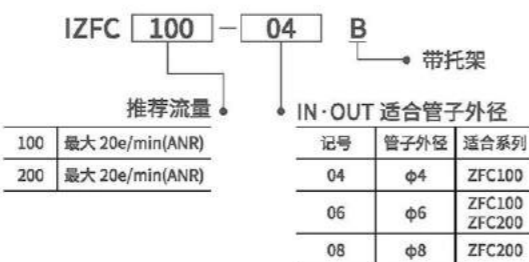 IZFC 100 - 04 B
带托架
推荐流量
100 最大 20e/min(ANR)
200 最大 20e/min(ANR)
IN·OUT 适合管子外径
记号 管子外径 适合系列
04 φ4 ZFC100
06 φ6 ZFC100
ZFC200
08 φ8 ZFC200